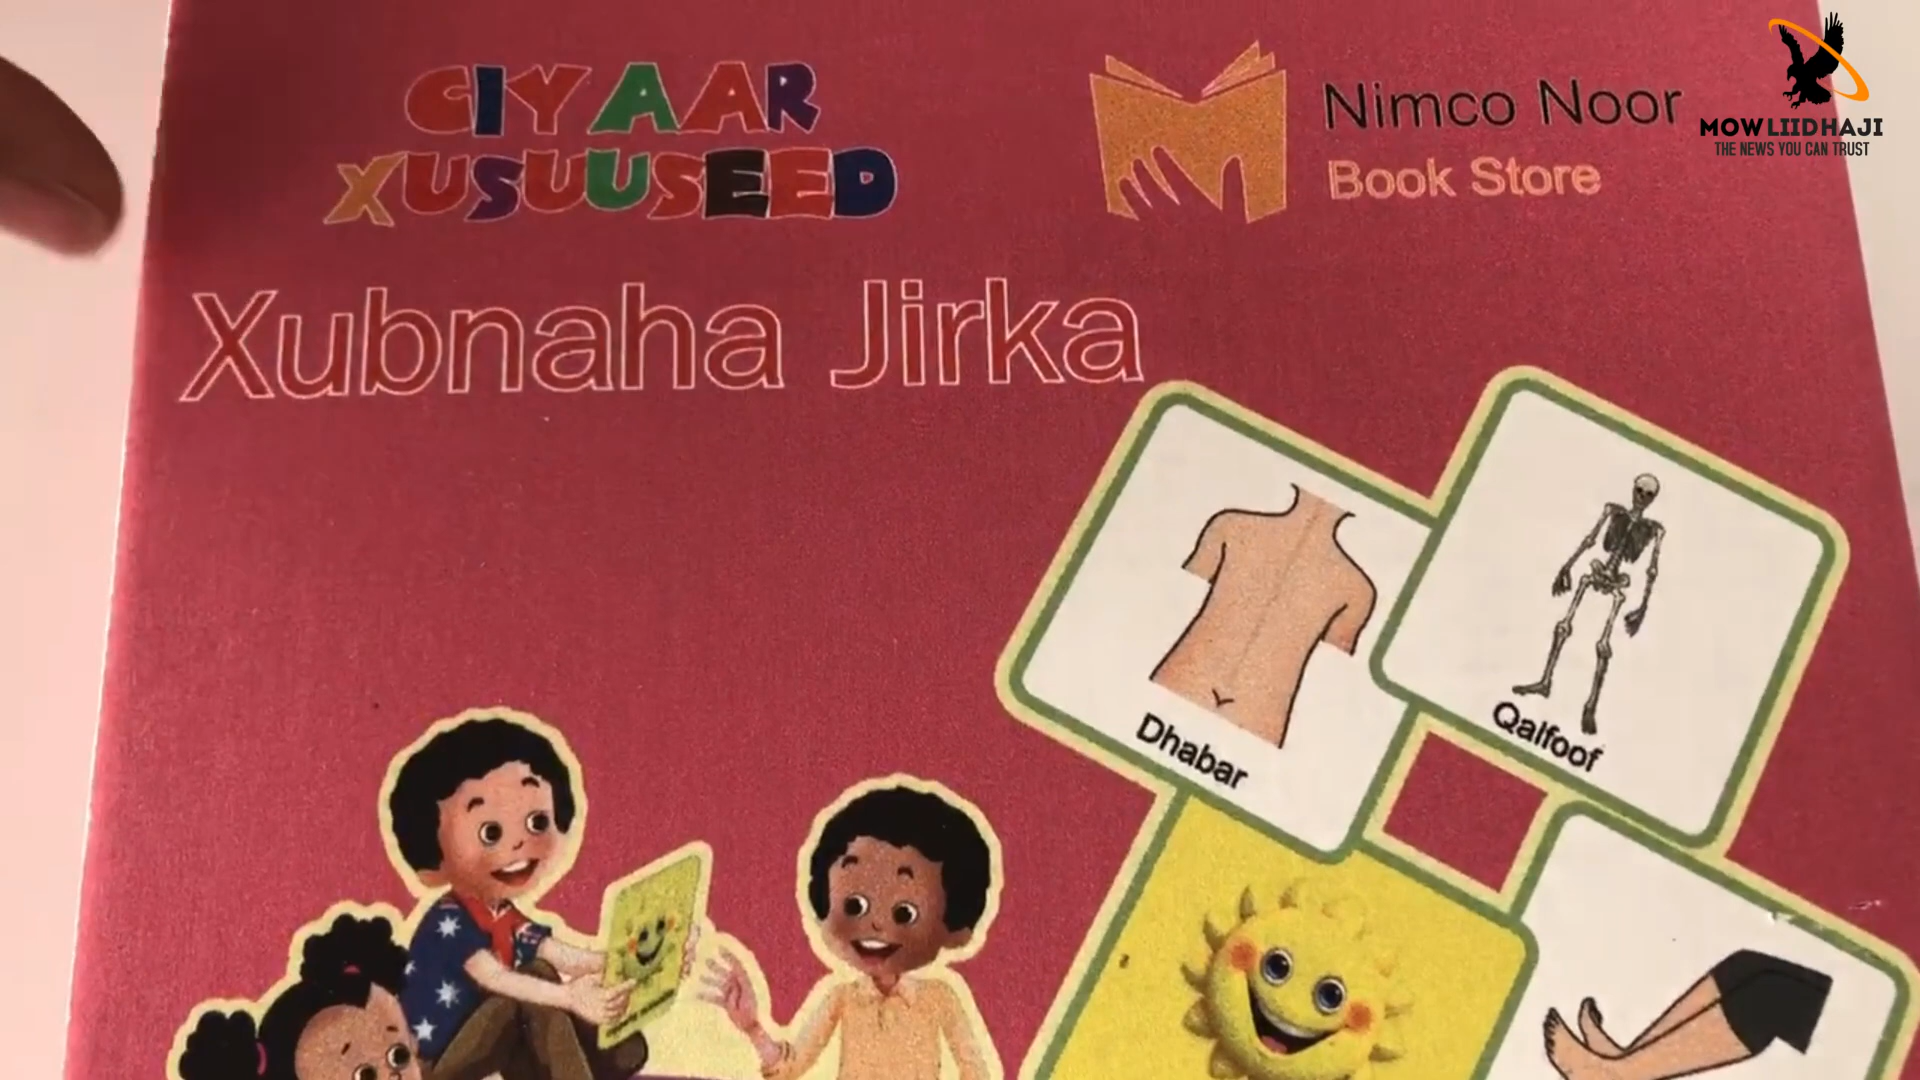 CIYAAR
XUSUUSEED
Nimco Noor
Book Store
MOWLIIDHAJI
THE NEWS YOU CAN TRUST
Xubnaha Jirka
Dhabar
Qalfoof